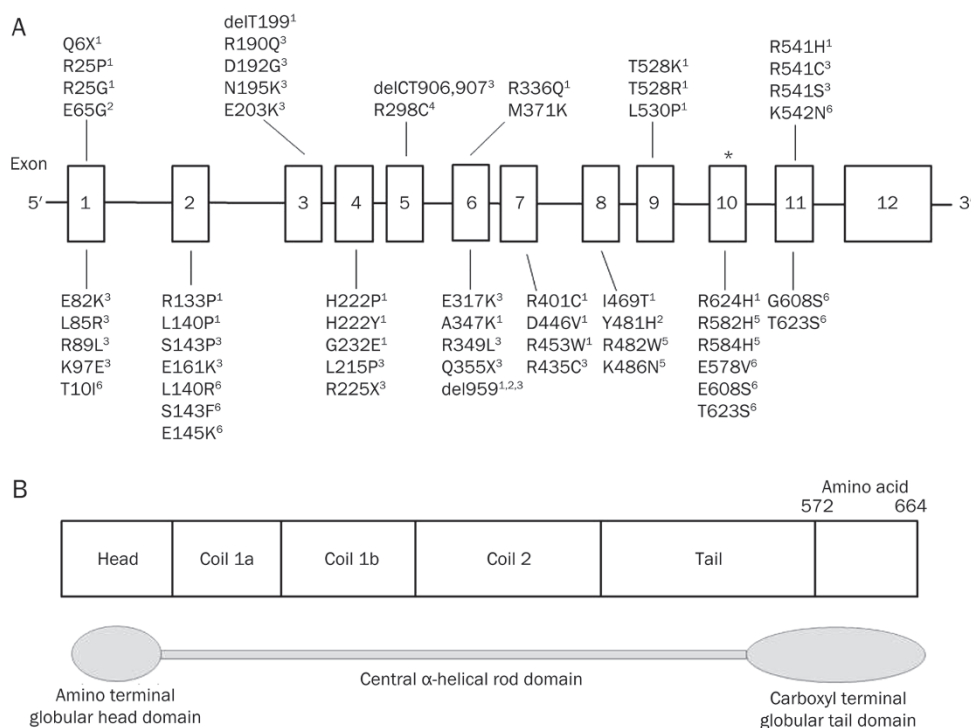 A
Q6X¹
R25P¹
R25G¹
E65G²
delT199¹
R190Q³
D192G³
N195K³
E203K³
delCT906,907³
R298C⁴
R336Q¹
M371K
T528K¹
T528R¹
L530P¹
R541H¹
R541C³
R541S³
K542N⁶
Exon
*
5′ 1 2 3 4 5 6 7 8 9 10 11 12 3′
E82K³
L85R³
R89L³
K97E³
T10I⁶
R133P¹
L140P¹
S143P³
E161K³
L140R⁶
S143F⁶
E145K⁶
H222P¹
H222Y¹
G232E¹
L215P³
R225X³
E317K³
A347K¹
R349L³
Q355X³
del959¹,²,³
R401C¹
D446V¹
R453W¹
R435C³
I469T¹
Y481H²
R482W⁵
K486N⁵
R624H¹
R582H⁵
R584H⁵
E578V⁶
E608S⁶
T623S⁶
G608S⁶
T623S⁶
B
Amino acid
572 664
Head Coil 1a Coil 1b Coil 2 Tail
Central α-helical rod domain
Amino terminal
globular head domain
Carboxyl terminal
globular tail domain